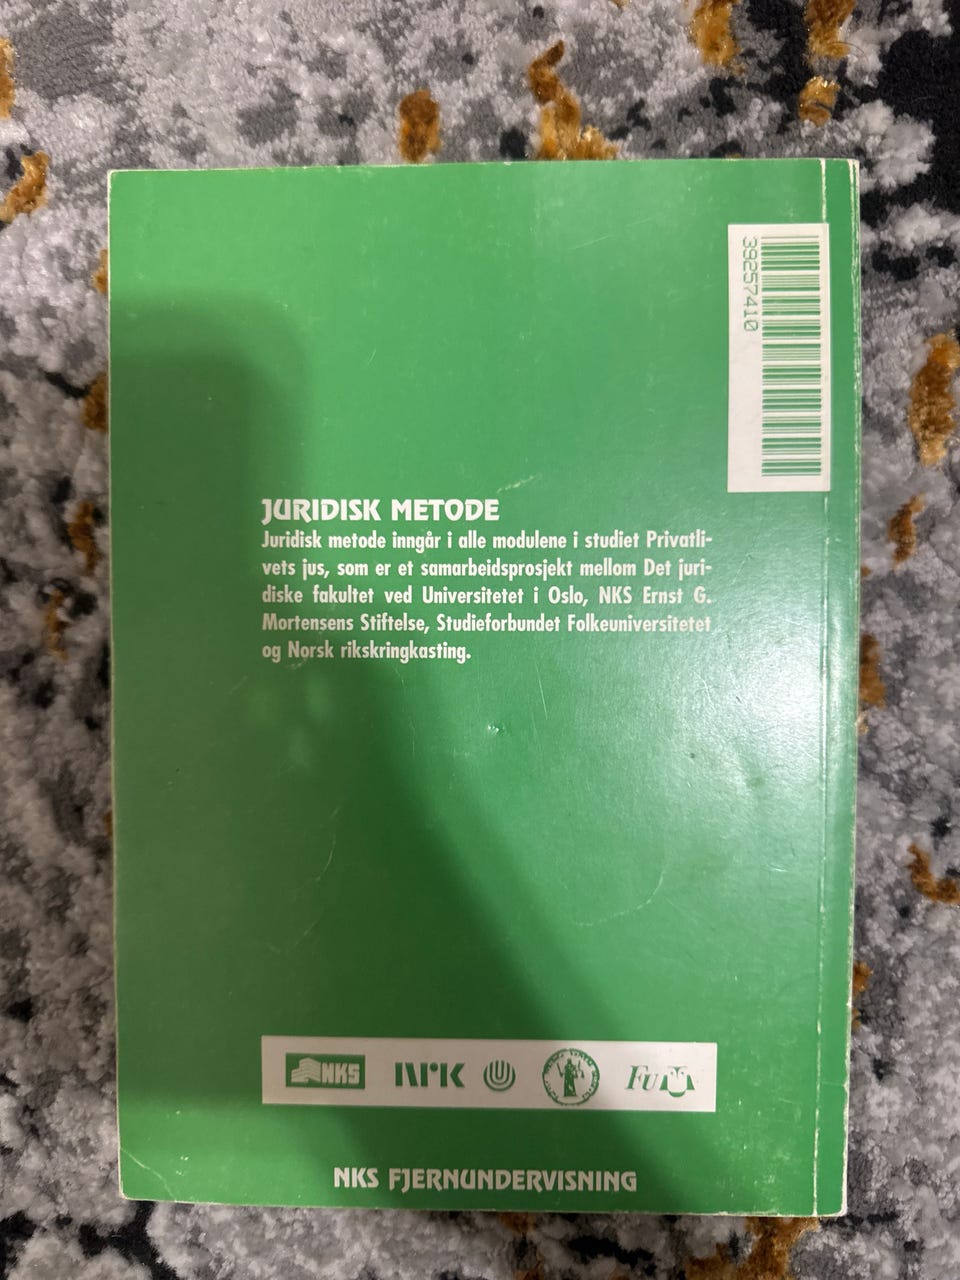 39257410
JURIDISK METODE
Juridisk metode inngår i alle modulene i studiet Privatli-
vets jus, som er et samarbeidsprosjekt mellom Det juri-
diske fakultet ved Universitetet i Oslo, NKS Ernst G.
Mortensens Stiftelse, Studieforbundet Folkeuniversitetet
og Norsk rikskringkasting.
NKS NRK FU
NKS FJERNUNDERVISNING